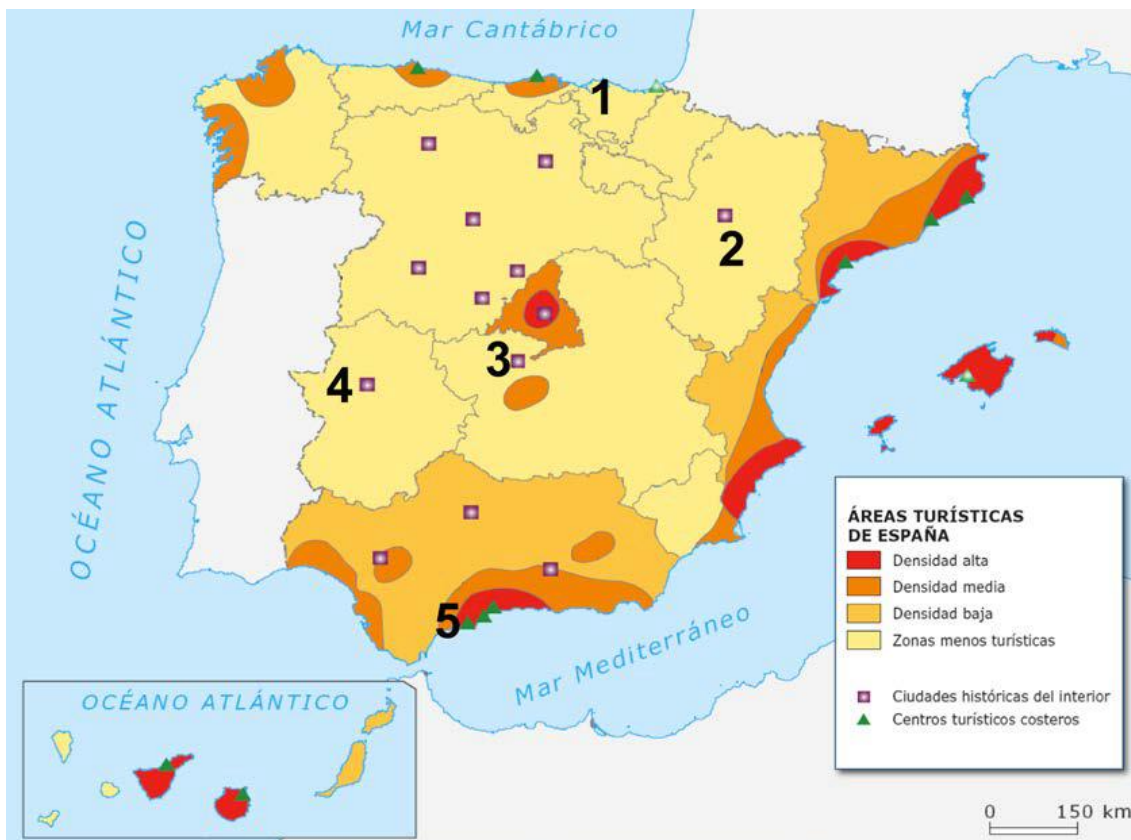 Mar Cantábrico
1
2
OCÉANO ATLÁNTICO
3
4
5
Mar Mediterráneo
OCÉANO ATLÁNTICO
ÁREAS TURÍSTICAS
DE ESPAÑA
Densidad alta
Densidad media
Densidad baja
Zonas menos turísticas
Ciudades históricas del interior
Centros turísticos costeros
0 150 km